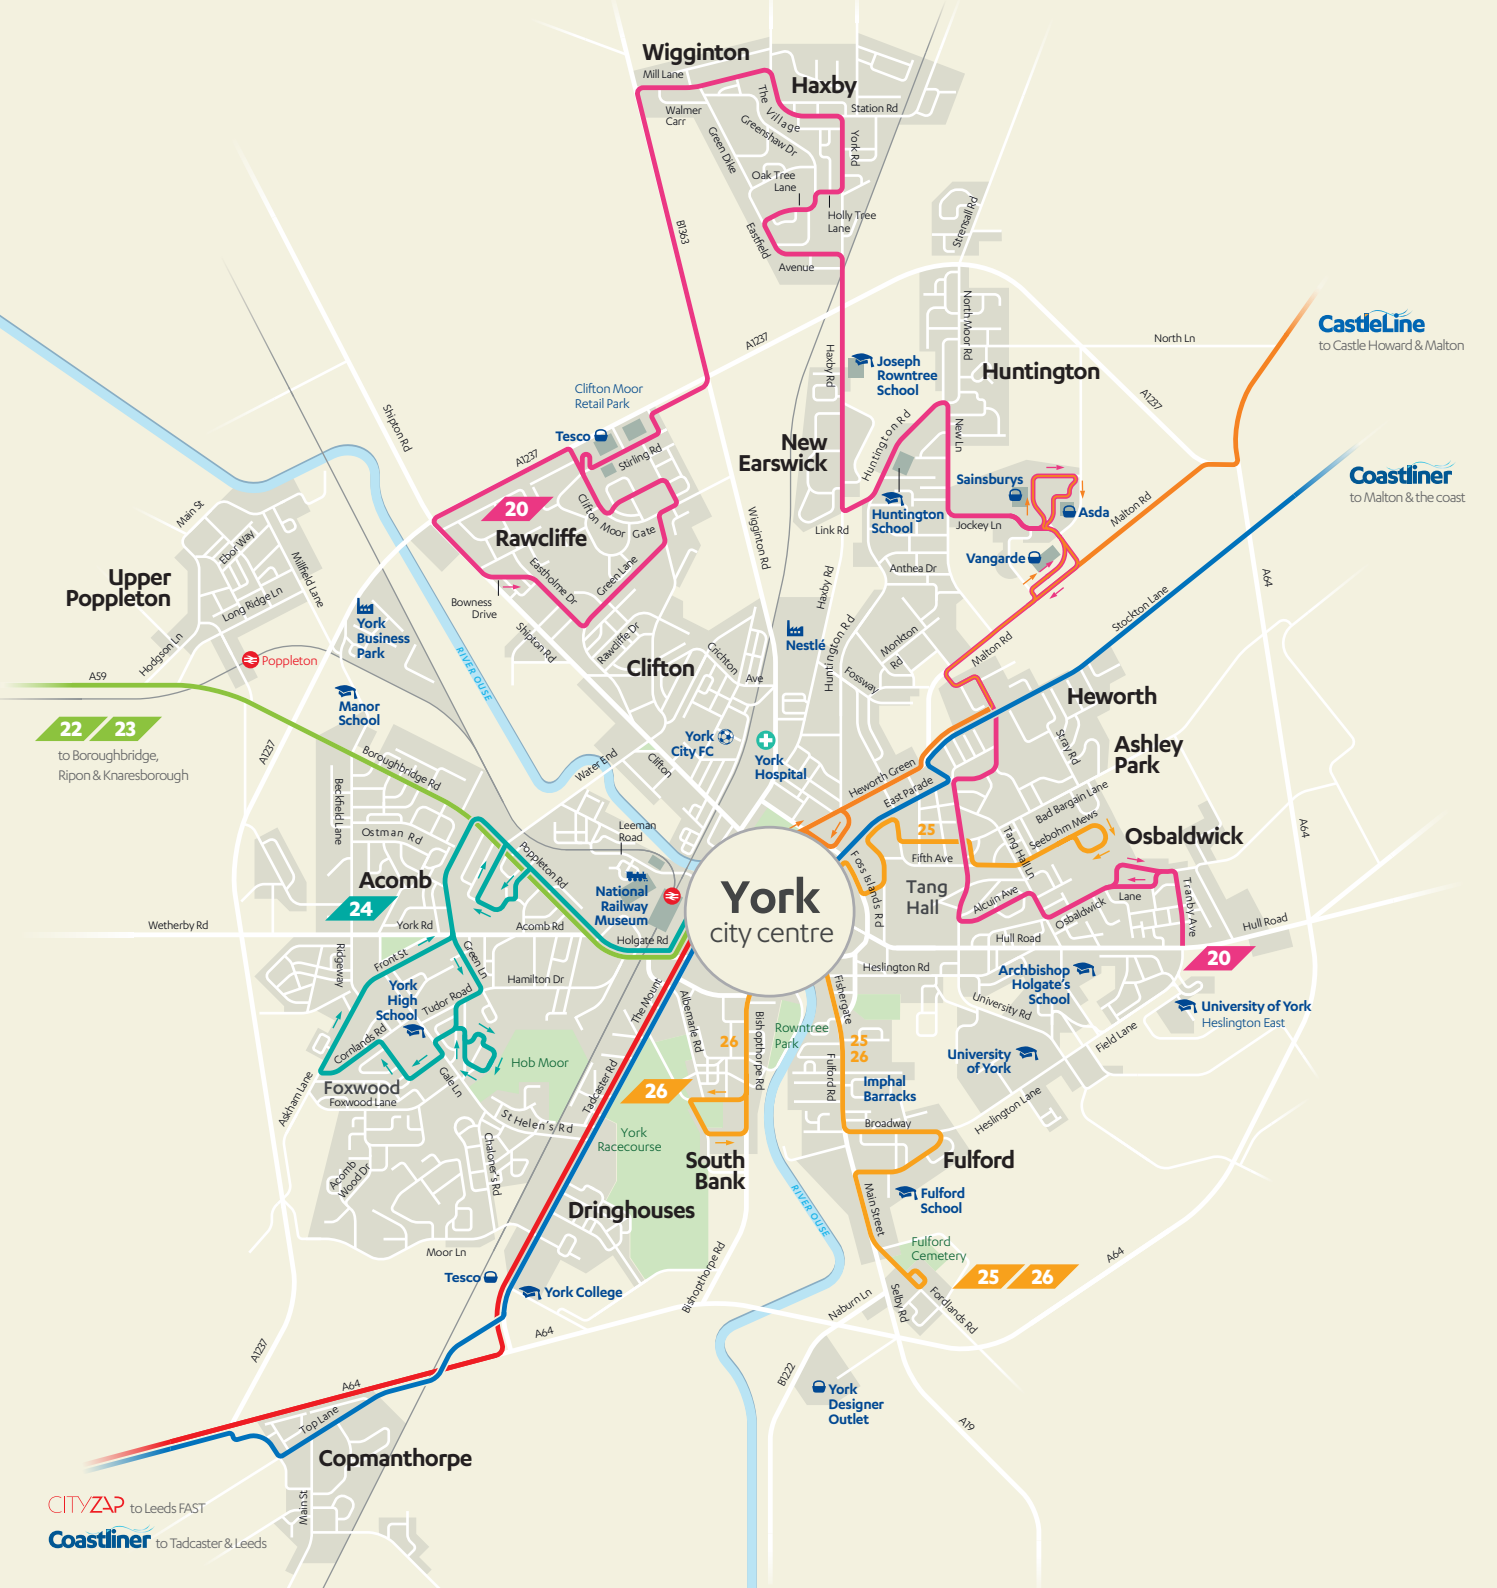 Wigginton
Mill Lane
Haxby
Walmer
Carr
The Village
Station Rd
Greenshaw Dr
Green Dike
York Rd
Oak Tree
Lane
Holly Tree
Lane
Eastfield
Avenue
Strensall Rd
B1363
A1237
North Moor Rd
North Ln
CastleLine
to Castle Howard & Malton
Haxby Rd
Joseph
Rowntree
School
Huntington
A1237
Clifton Moor
Retail Park
Shipton Rd
Tesco
Stirling Rd
A1237
New
Earswick
Huntington Rd
New Ln
Coastliner
to Malton & the coast
Sainsburys
Asda
Malton Rd
Main St
20
Clifton Moor Gate
Rawcliffe
Wigginton Rd
Link Rd
Huntington
School
Jockey Ln
Vangarde
Ebor Way
Millfield Lane
Upper
Poppleton
Long Ridge Ln
Eastholme Dr
Green Lane
Anthea Dr
A64
Bowness
Drive
Haxby Rd
Stockton Lane
York
Business
Park
Hodgson Ln
Shipton Rd
Rawcliffe Dr
Nestlé
Huntington Rd
Monkton
Rd
Malton Rd
Poppleton
RIVER OUSE
Clifton
Crichton
Ave
Fossway
A59
Manor
School
Heworth
22 / 23
to Boroughbridge,
Ripon & Knaresborough
A1237
Boroughbridge Rd
Water End
Clifton
York
City FC
York
Hospital
Stray Rd
Ashley
Park
Heworth Green
East Parade
Bad Bargain Lane
Beckfield Lane
Ostman Rd
Leeman
Road
25
Seebohm Mews
Osbaldwick
A64
Fifth Ave
Tang Hall Ln
Poppleton Rd
Foss Islands Rd
Acomb
24
National
Railway
Museum
York
city centre
Tang
Hall
Alcuin Ave
Osbaldwick
Lane
Tranby Ave
Wetherby Rd
York Rd
Acomb Rd
Holgate Rd
Hull Road
Hull Road
Ridgeway
Front St
Green Ln
20
Hamilton Dr
Heslington Rd
York
High
School
Tudor Road
The Mount
Albemarle Rd
Fishergate
Archbishop
Holgate's
School
University Rd
University of York
Heslington East
Cornlands Rd
Bishopthorpe Rd
Rowntree
Park
26
25
26
Field Lane
Hob Moor
University
of York
Foxwood
Foxwood Lane
Gale Ln
Askham Lane
Tadcaster Rd
26
Fulford Rd
Imphal
Barracks
Heslington Lane
St Helen's Rd
Broadway
York
Racecourse
Chaloner's Rd
South
Bank
Fulford
Acomb
Wood Dr
Dringhouses
RIVER OUSE
Main Street
Fulford
School
Moor Ln
Fulford
Cemetery
A64
Tesco
York College
Bishopthorpe Rd
25 / 26
Naburn Ln
Selby Rd
Fordlands Rd
A64
A1237
B1222
A64
York
Designer
Outlet
Top Lane
A19
Copmanthorpe
CITYZAP to Leeds FAST
Main St
Coastliner to Tadcaster & Leeds